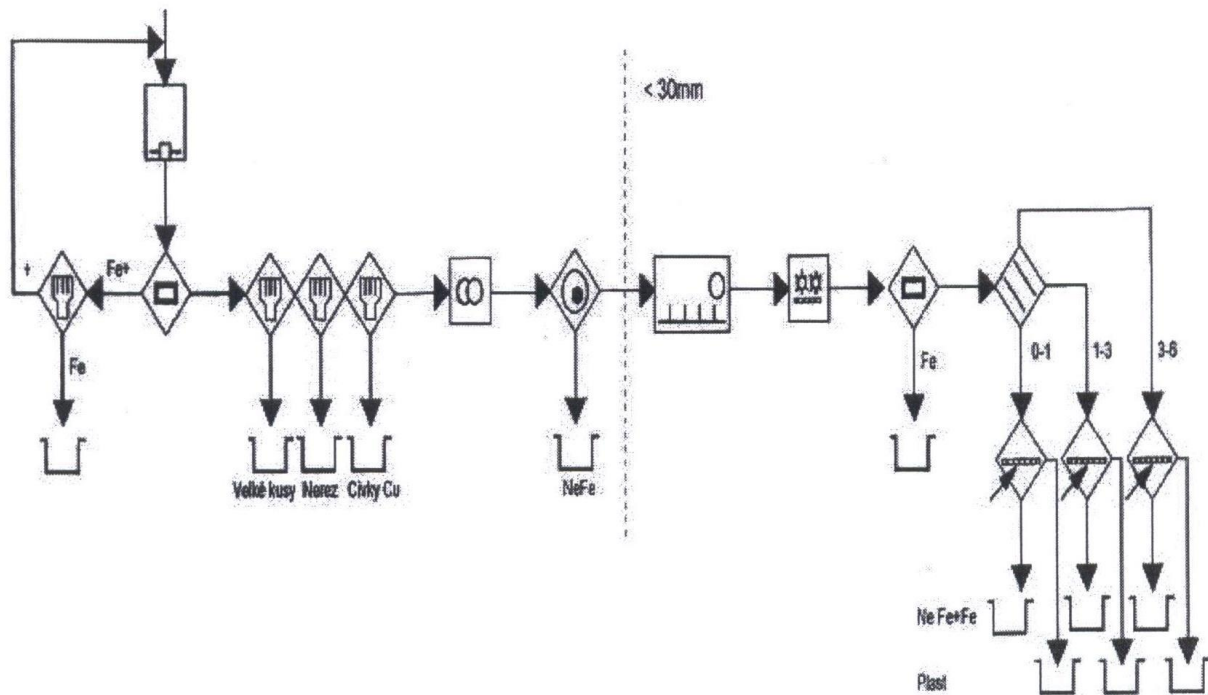 < 30mm
+
Fe+
Fe
Velké kusy
Nerez
Cívky Cu
NeFe
Fe
0-1
1-3
3-6
Ne Fe+Fe
Plast